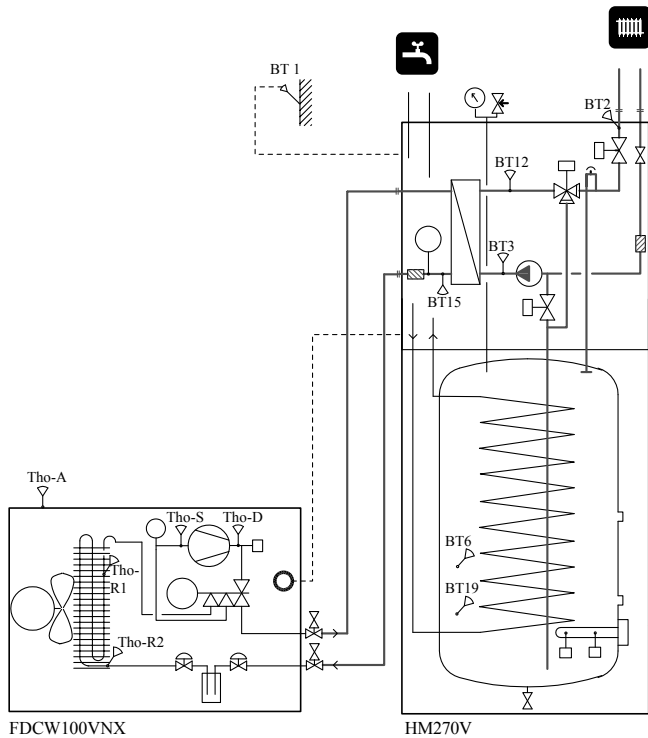 BT 1
BT2
BT12
BT3
BT15
Tho-A
Tho-S
Tho-D
Tho-
R1
Tho-R2
BT6
BT19
FDCW100VNX
HM270V